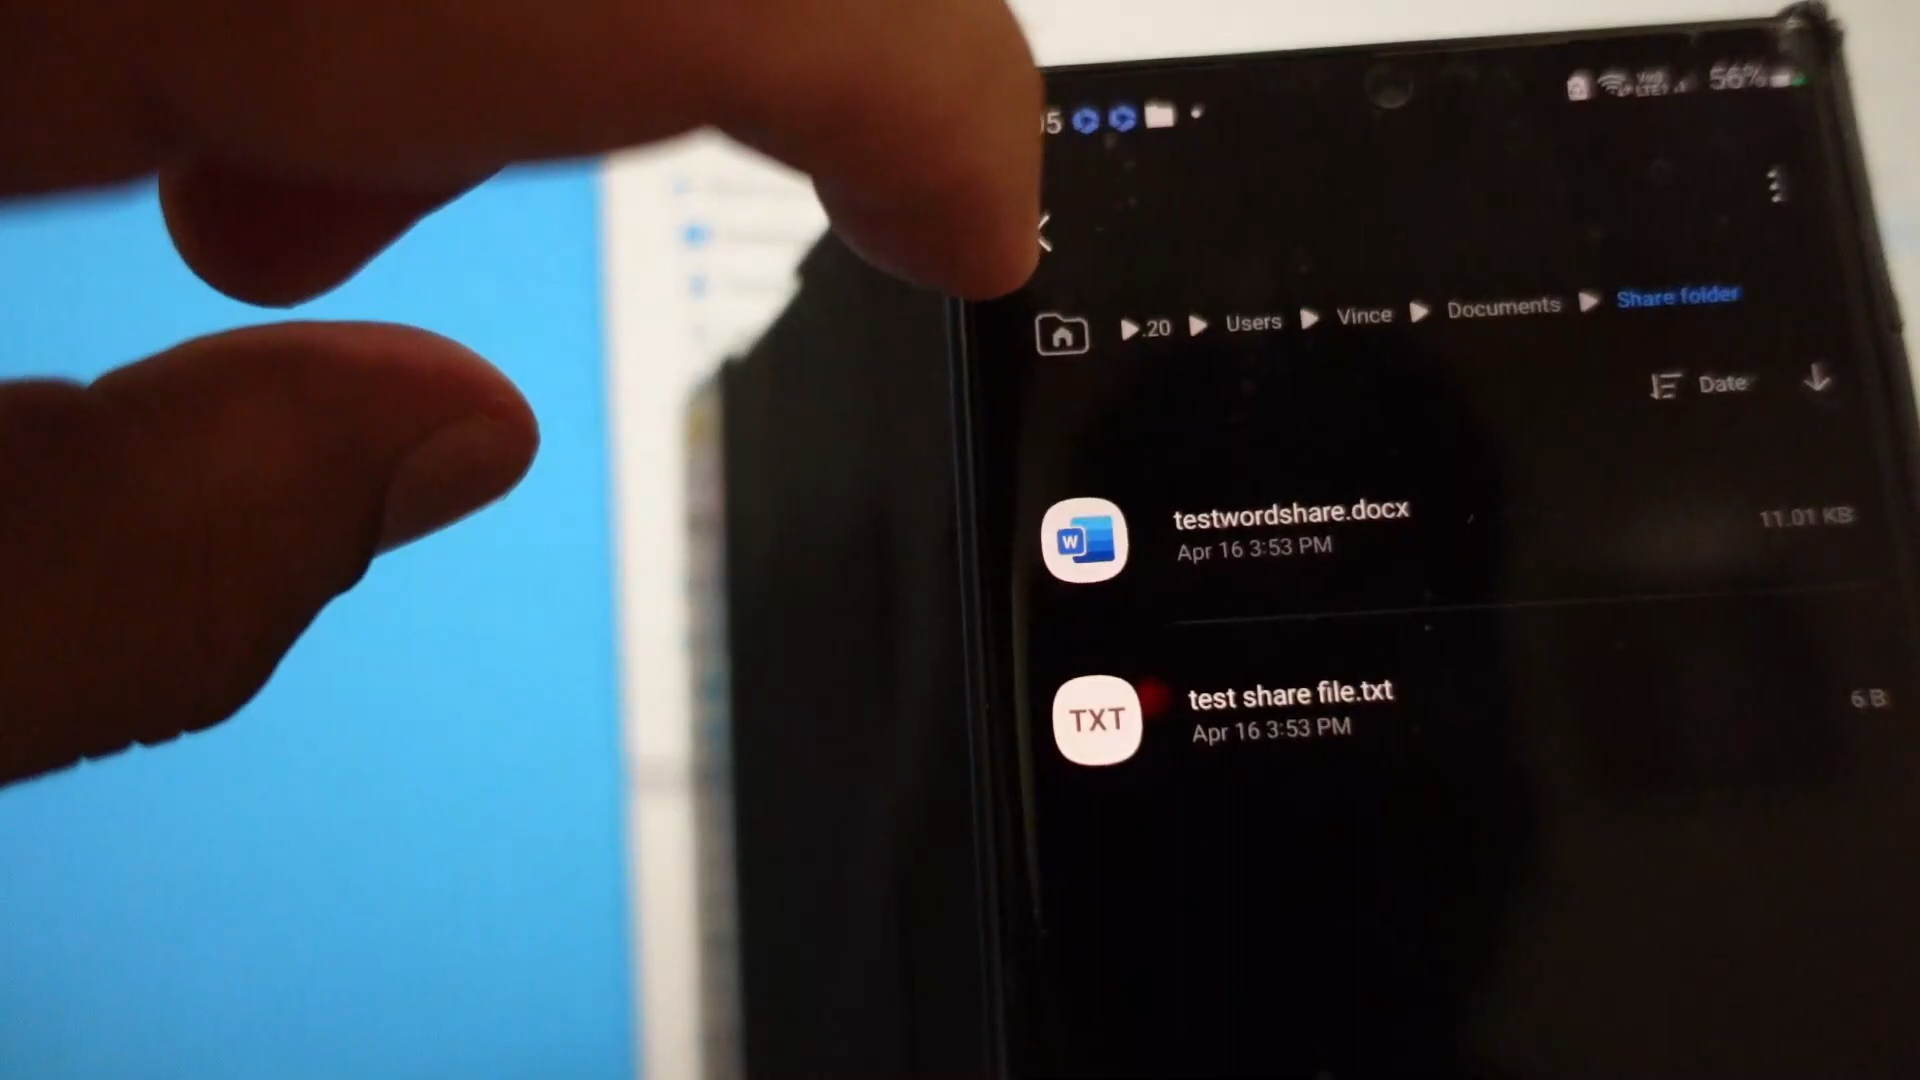 56%
.20 Users Vince Documents Share folder
Date
W
testwordshare.docx
11.01 KB
Apr 16 3:53 PM
TXT
test share file.txt
6 B
Apr 16 3:53 PM